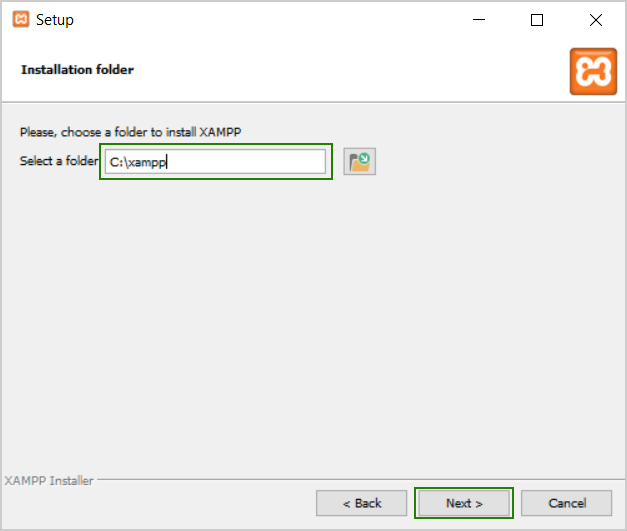 Setup
Installation folder
Please, choose a folder to install XAMPP
Select a folder C:\xampp
XAMPP Installer
< Back Next > Cancel